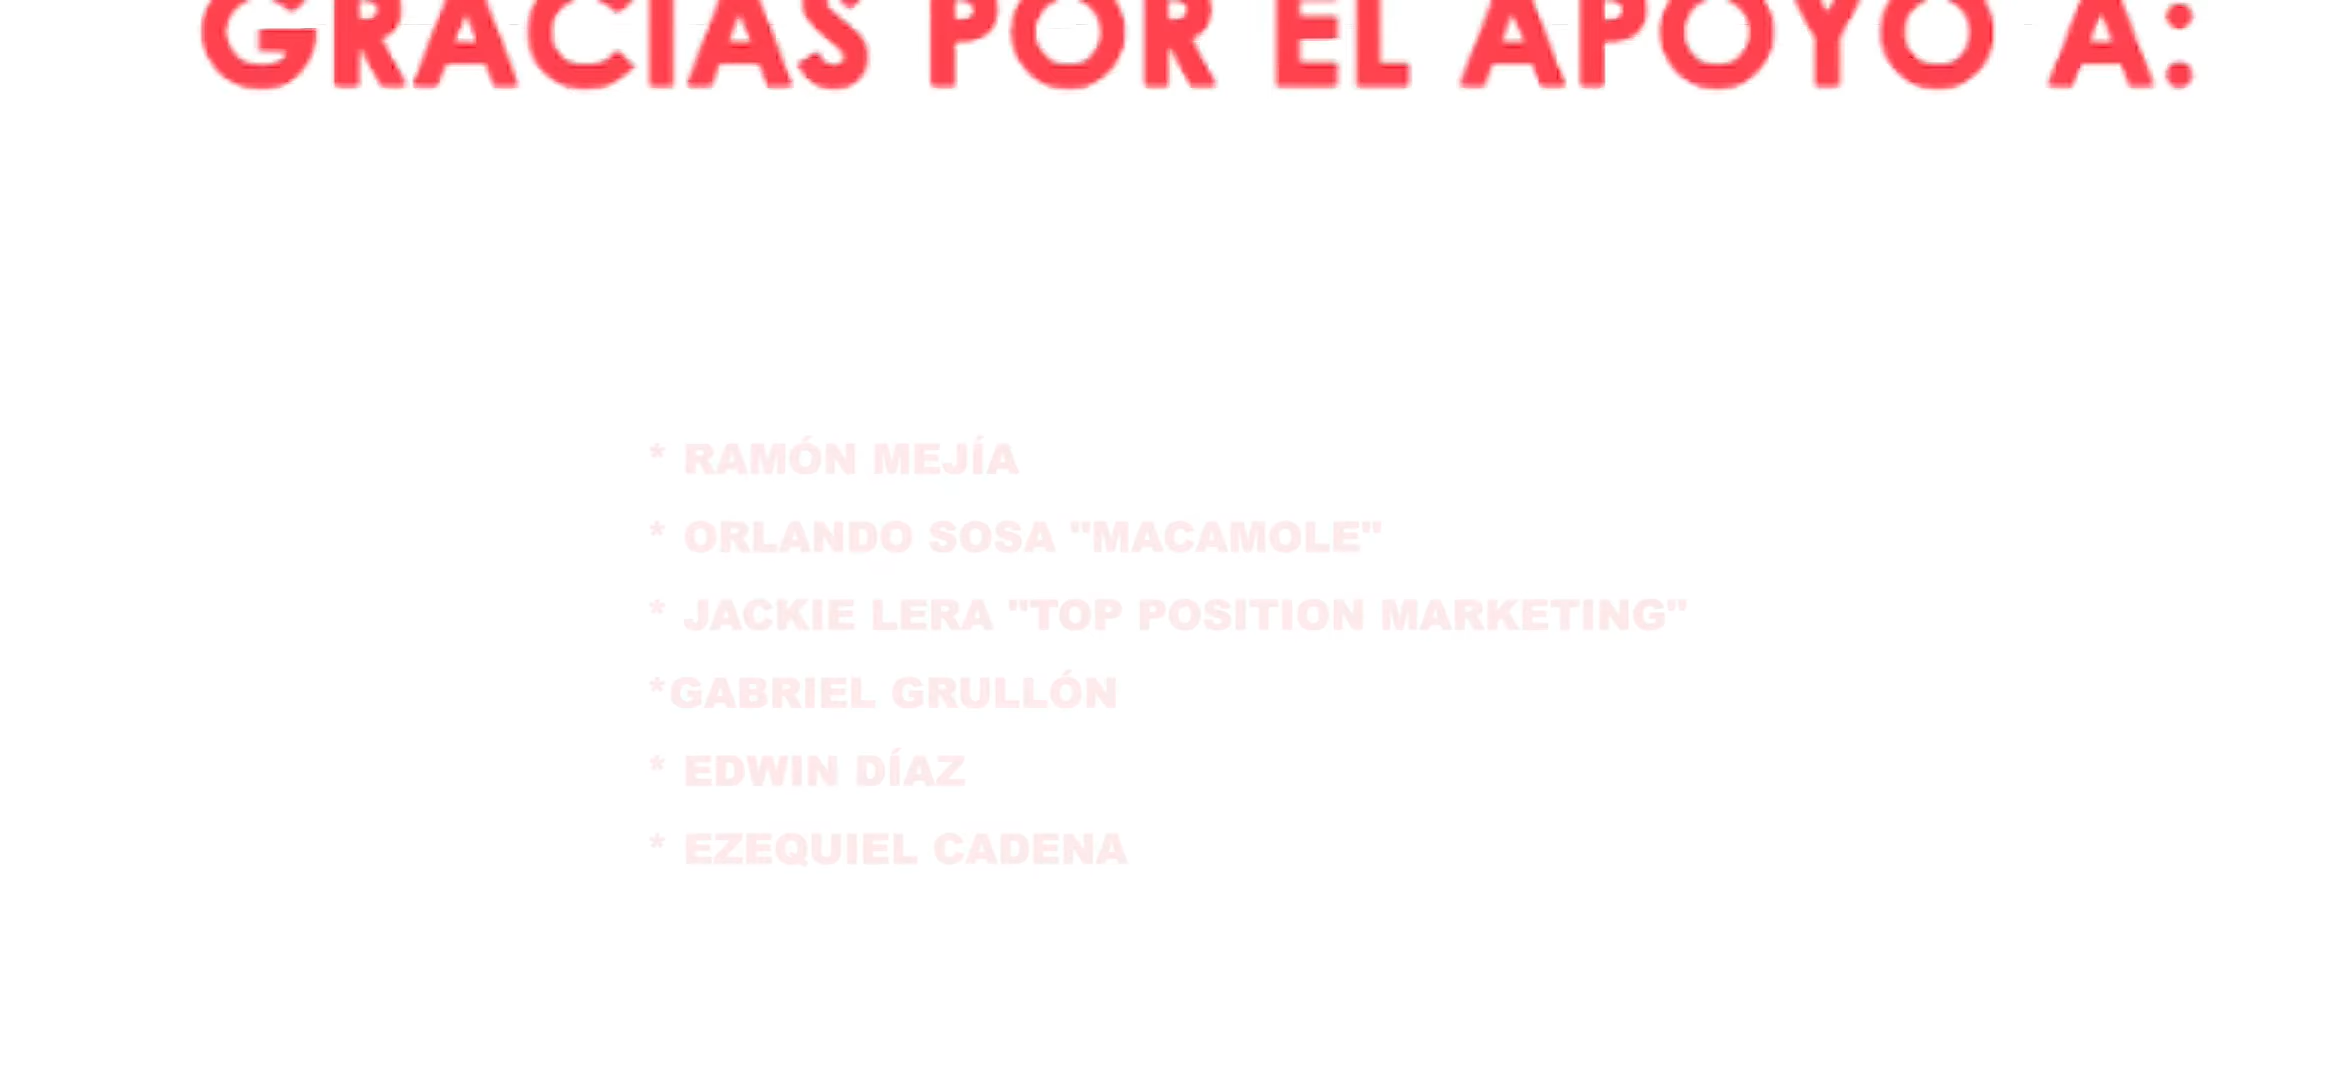 GRACIAS POR EL APOYO A:
* RAMÓN MEJÍA
* ORLANDO SOSA "MACAMOLE"
* JACKIE LERA "TOP POSITION MARKETING"
*GABRIEL GRULLÓN
* EDWIN DÍAZ
* EZEQUIEL CADENA